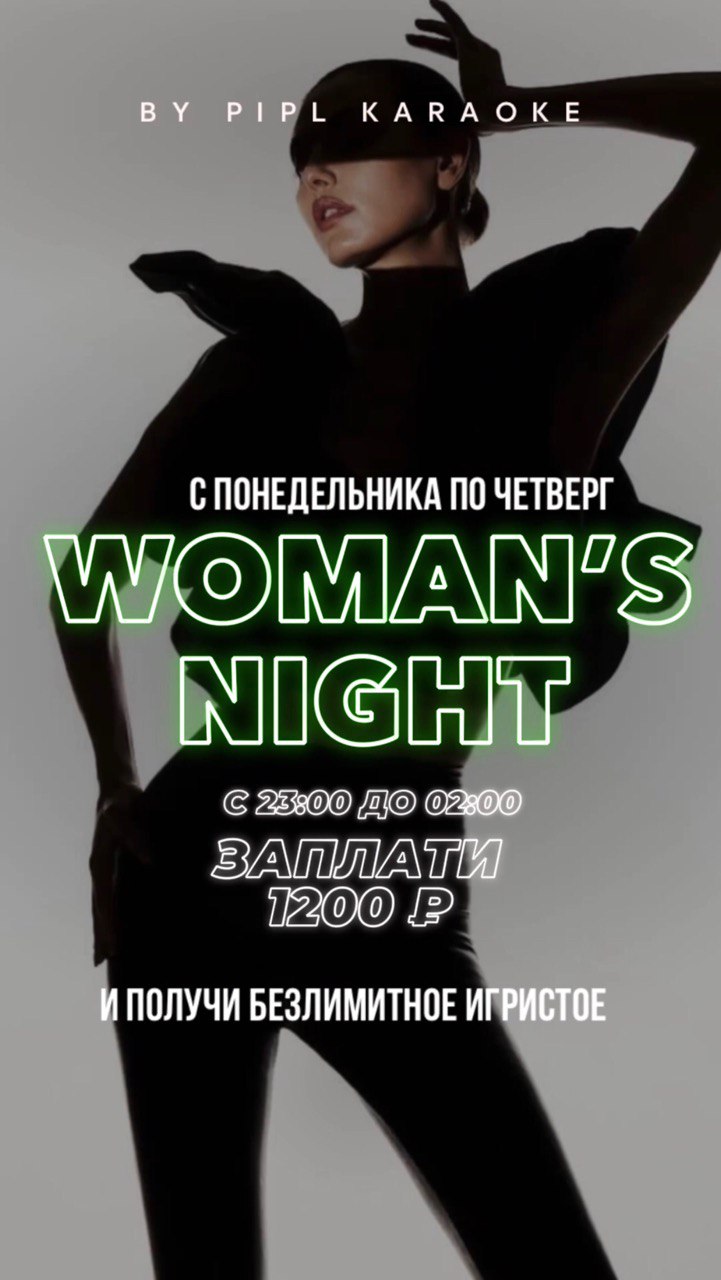 BY PIPL KARAOKE
С ПОНЕДЕЛЬНИКА ПО ЧЕТВЕРГ
WOMAN'S
NIGHT
С 23:00 ДО 02:00
ЗАПЛАТИ
1200 ₽
И ПОЛУЧИ БЕЗЛИМИТНОЕ ИГРИСТОЕ